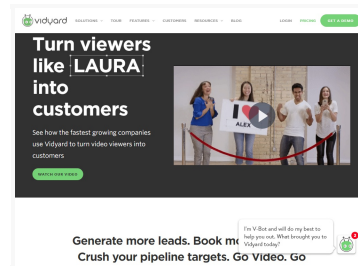 vidyard SOLUTIONS TOUR FEATURES CUSTOMERS RESOURCES BLOG LOGIN PRICING GET A DEMO
Turn viewers
like LAURA
into
customers
See how the fastest growing companies
use Vidyard to turn video viewers into
customers
WATCH OUR VIDEO
I ♥
ALEX
I'm V-Bot and will do my best to
help you out. What brought you to
Vidyard today?
2
Generate more leads. Book mo
Crush your pipeline targets. Go Video. Go